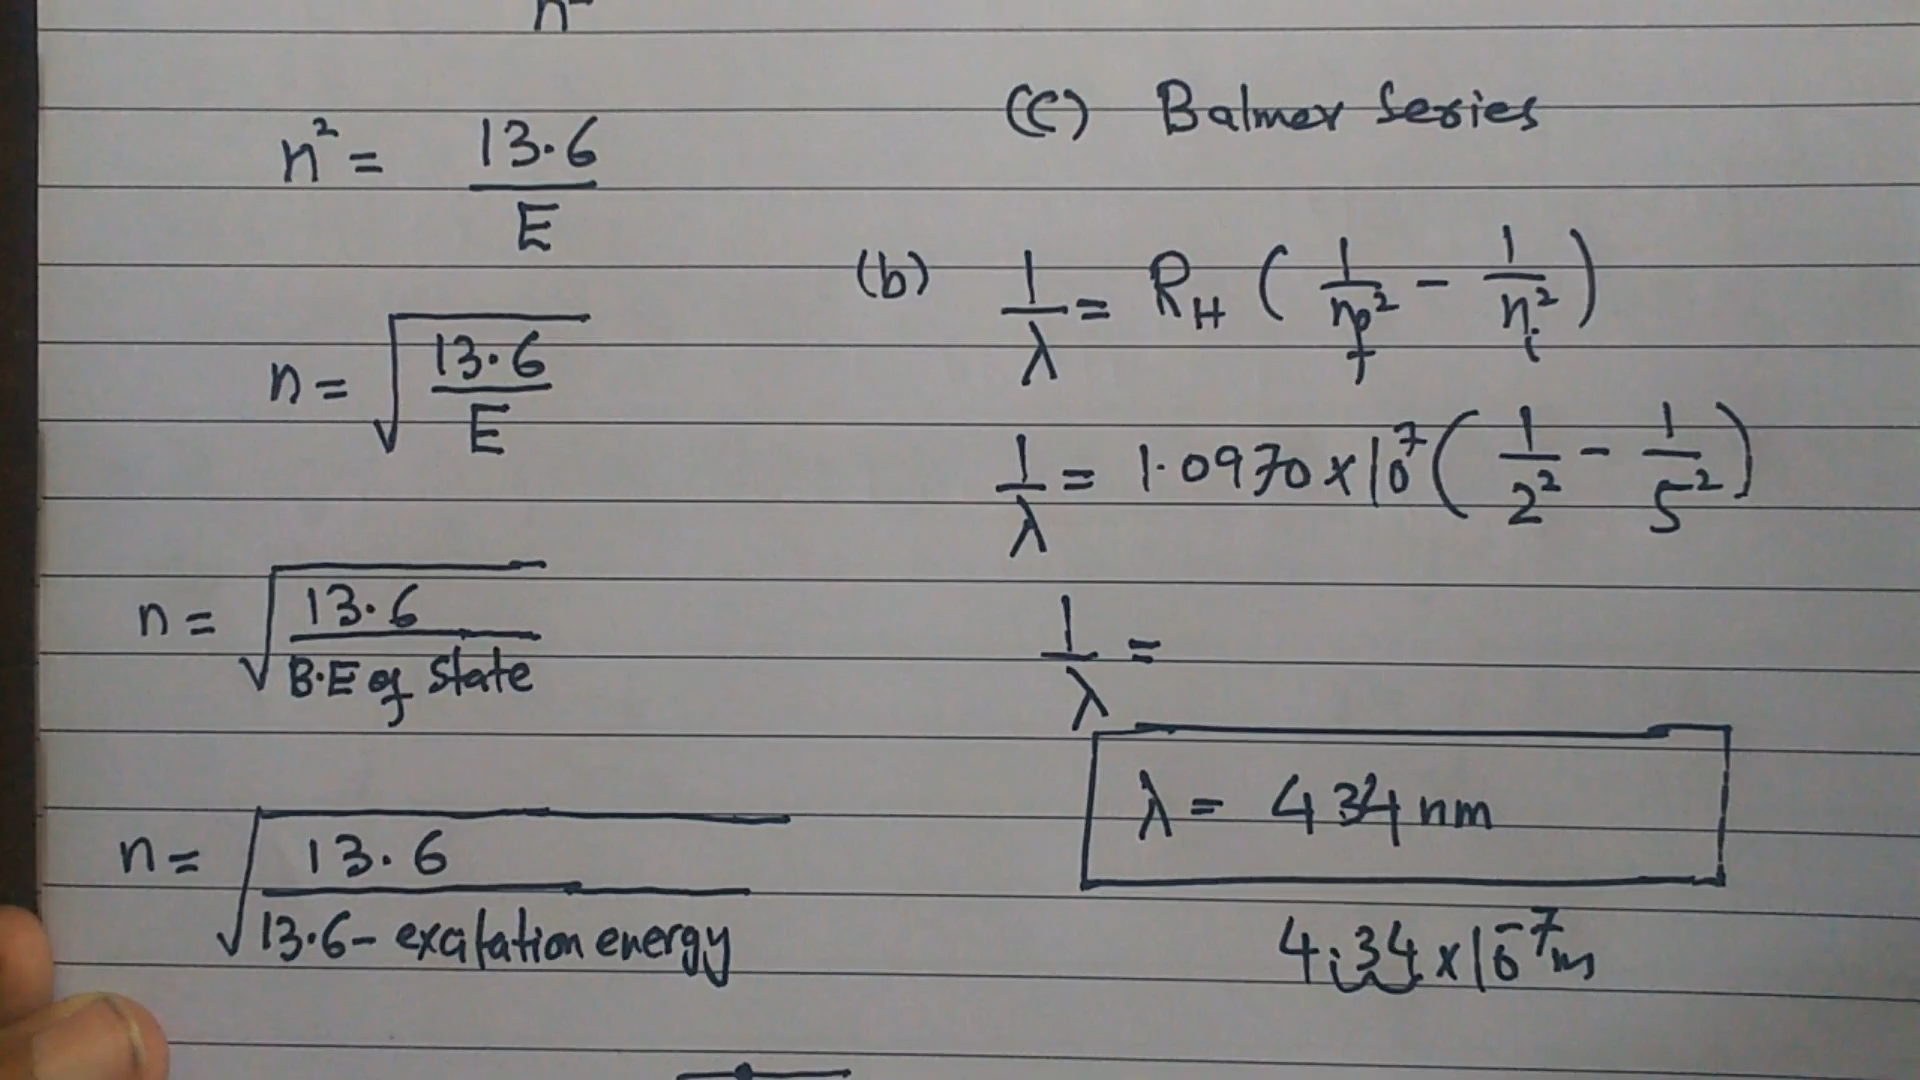 n²
n² = 13.6 / E
n = √(13.6 / E)
n = √(13.6 / B.E of State)
n = √(13.6 / 13.6 - excitation energy)
(C) Balmer Series
(b) 1/λ = R_H (1/n_f² - 1/n_i²)
1/λ = 1.0970 × 10⁷ (1/2² - 1/5²)
1/λ =
λ = 434 nm
4.34 × 10⁻⁷ m